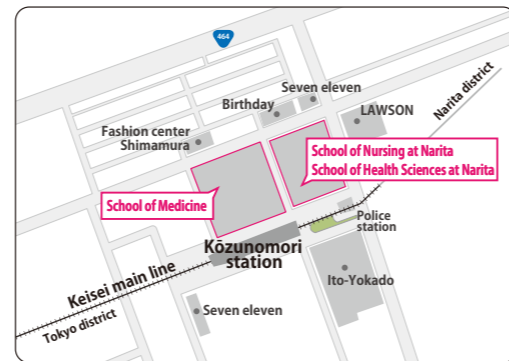 464
Seven eleven
Birthday
LAWSON
Narita district
Fashion center
Shimamura
School of Nursing at Narita
School of Health Sciences at Narita
School of Medicine
Police
station
Kōzunomori
station
Keisei main line
Tokyo district
Ito-Yokado
Seven eleven